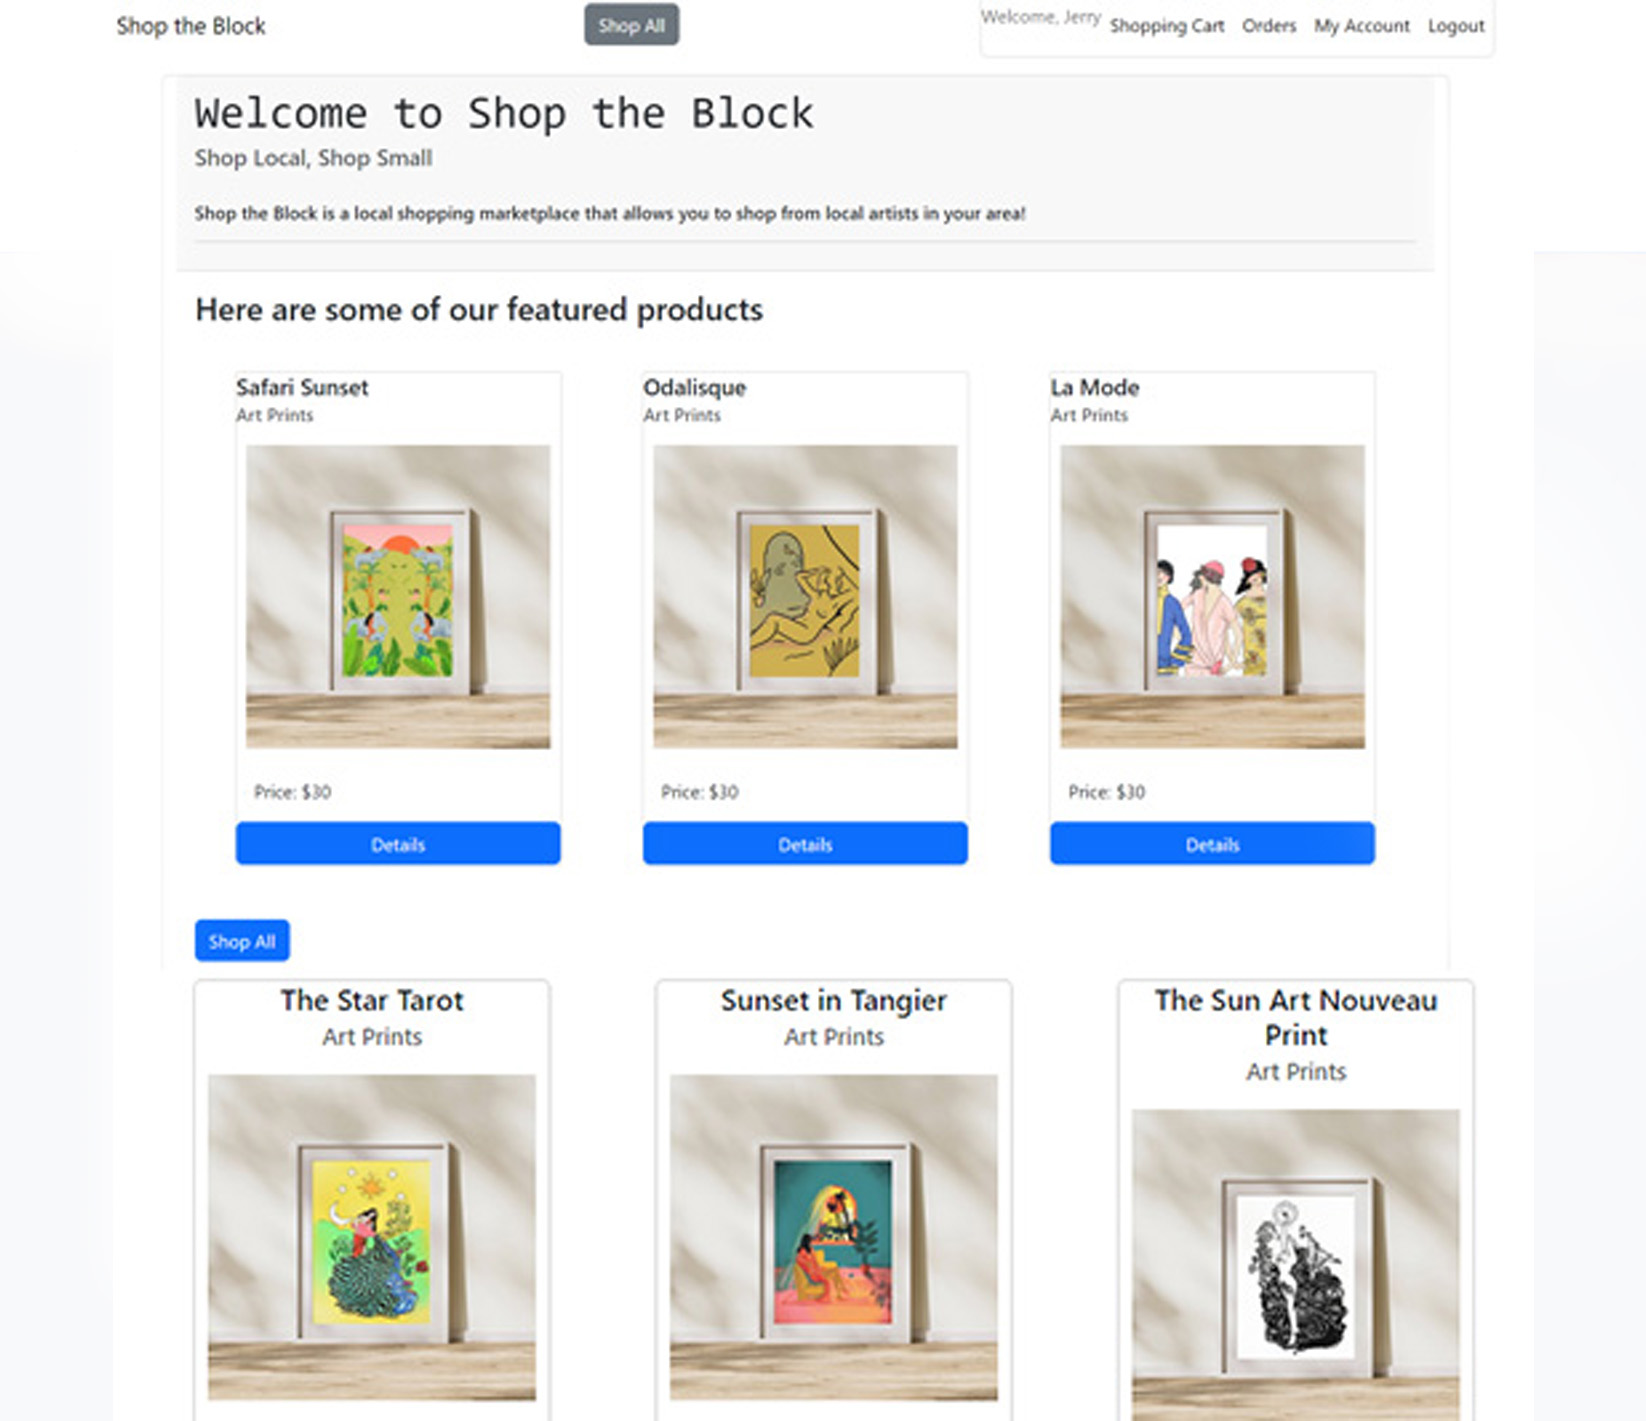 Shop the Block
Shop All
Welcome, Jerry Shopping Cart Orders My Account Logout
Welcome to Shop the Block
Shop Local, Shop Small
Shop the Block is a local shopping marketplace that allows you to shop from local artists in your area!
Here are some of our featured products
Safari Sunset
Art Prints
Price: $30
Details
Odalisque
Art Prints
Price: $30
Details
La Mode
Art Prints
Price: $30
Details
Shop All
The Star Tarot
Art Prints
Sunset in Tangier
Art Prints
The Sun Art Nouveau
Print
Art Prints